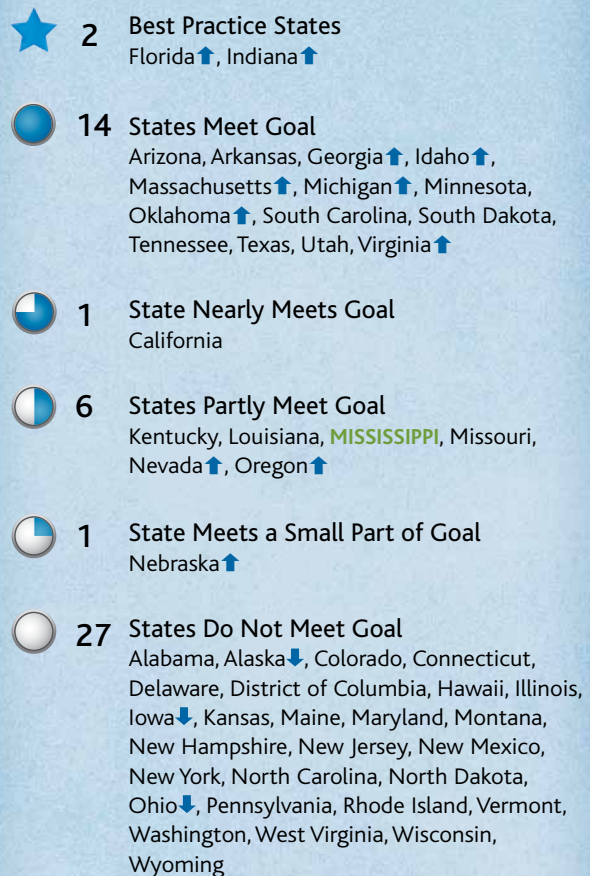 2 Best Practice States
Florida⬆, Indiana⬆
14 States Meet Goal
Arizona, Arkansas, Georgia⬆, Idaho⬆,
Massachusetts⬆, Michigan⬆, Minnesota,
Oklahoma⬆, South Carolina, South Dakota,
Tennessee, Texas, Utah, Virginia⬆
1 State Nearly Meets Goal
California
6 States Partly Meet Goal
Kentucky, Louisiana, MISSISSIPPI, Missouri,
Nevada⬆, Oregon⬆
1 State Meets a Small Part of Goal
Nebraska⬆
27 States Do Not Meet Goal
Alabama, Alaska⬇, Colorado, Connecticut,
Delaware, District of Columbia, Hawaii, Illinois,
Iowa⬇, Kansas, Maine, Maryland, Montana,
New Hampshire, New Jersey, New Mexico,
New York, North Carolina, North Dakota,
Ohio⬇, Pennsylvania, Rhode Island, Vermont,
Washington, West Virginia, Wisconsin,
Wyoming